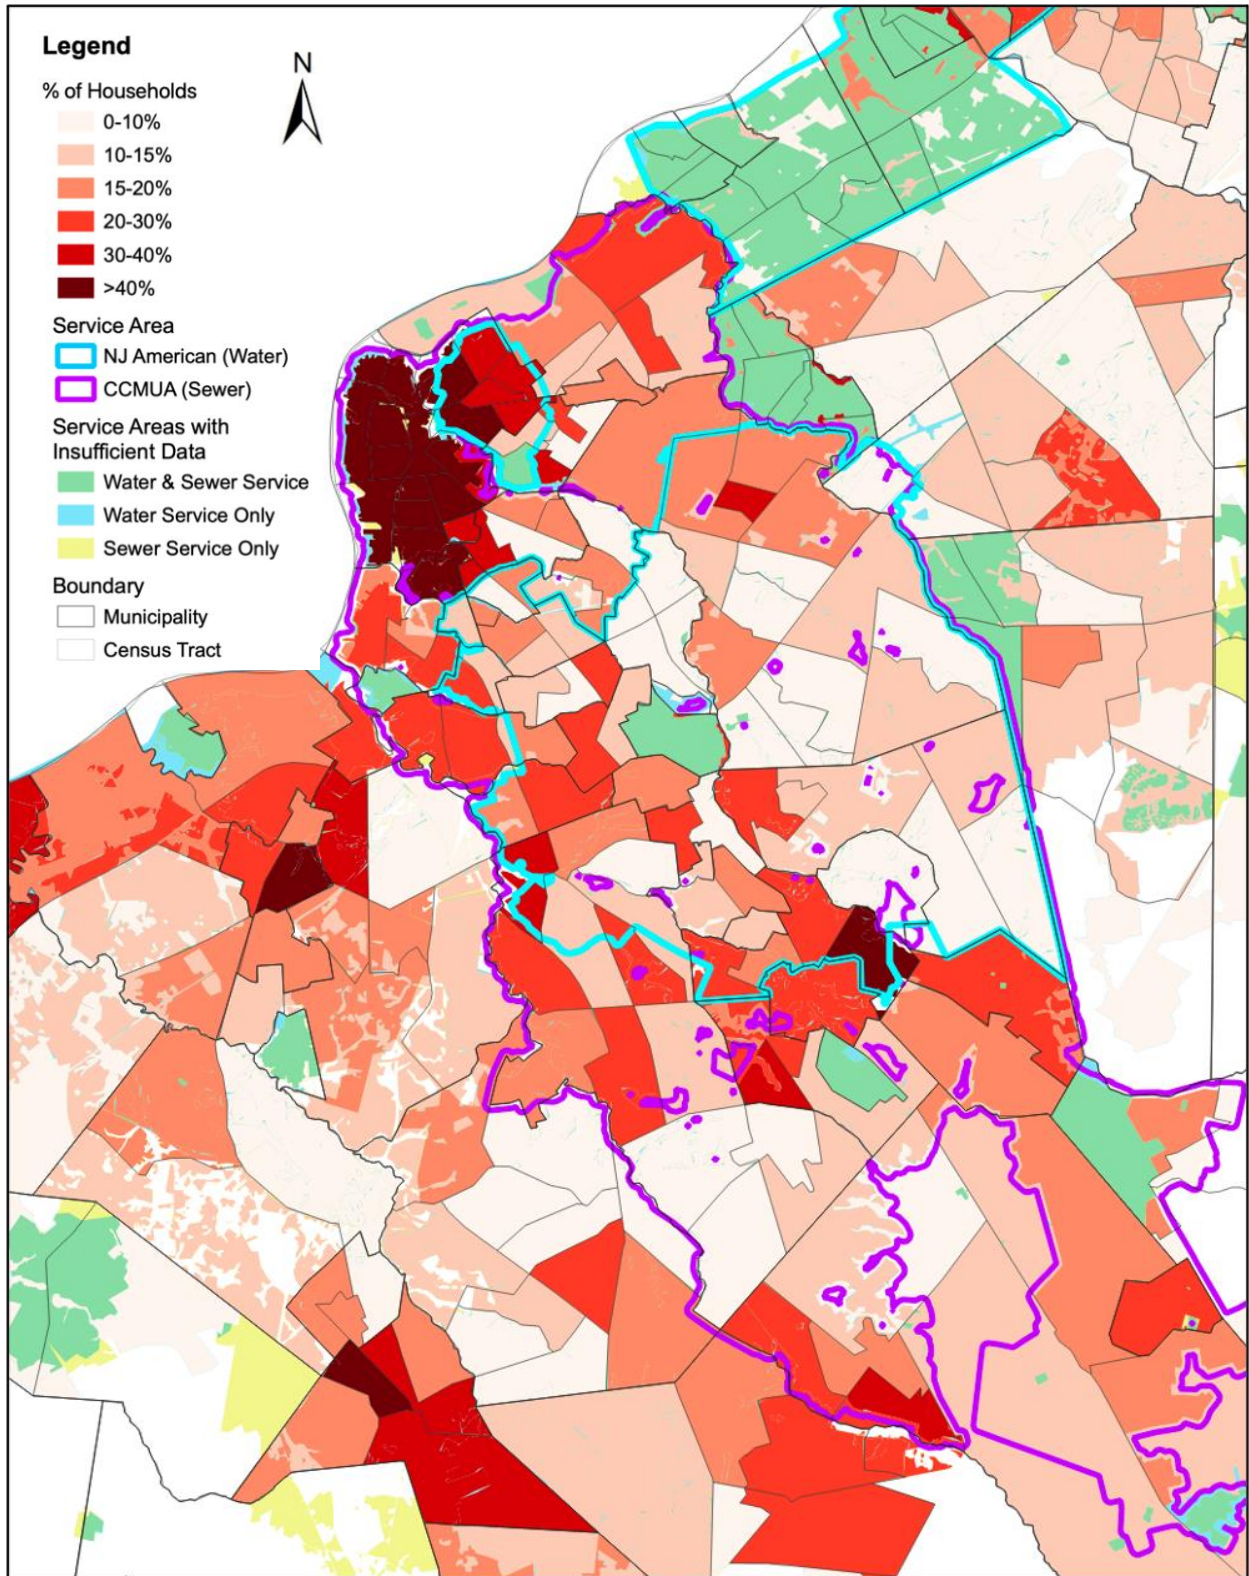 Legend
N
% of Households
0-10%
10-15%
15-20%
20-30%
30-40%
>40%
Service Area
NJ American (Water)
CCMUA (Sewer)
Service Areas with
Insufficient Data
Water & Sewer Service
Water Service Only
Sewer Service Only
Boundary
Municipality
Census Tract